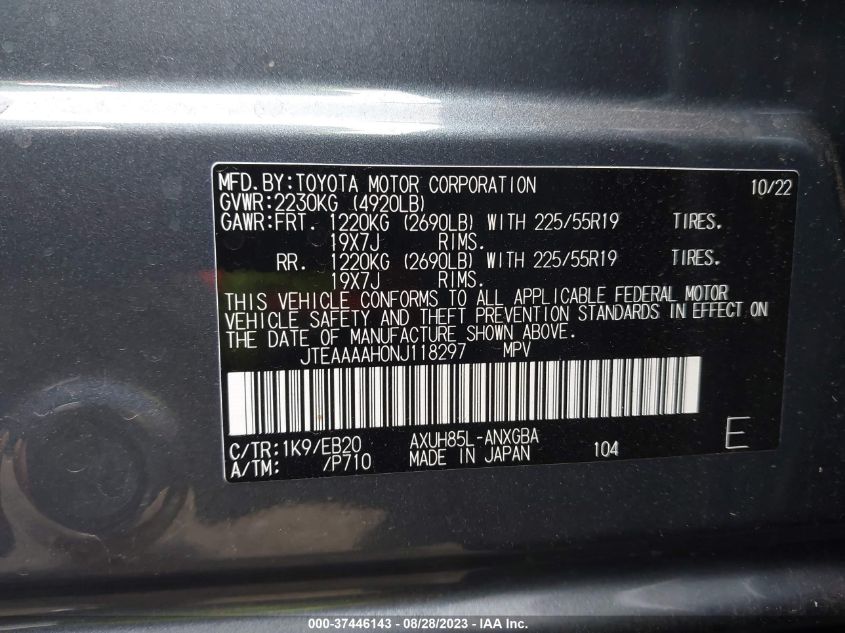 MFD.BY:TOYOTA MOTOR CORPORATION 10/22
GVWR:2230KG (4920LB)
GAWR:FRT. 1220KG (2690LB) WITH 225/55R19 TIRES.
19X7J RIMS.
RR. 1220KG (2690LB) WITH 225/55R19 TIRES.
19X7J RIMS.
THIS VEHICLE CONFORMS TO ALL APPLICABLE FEDERAL MOTOR
VEHICLE SAFETY AND THEFT PREVENTION STANDARDS IN EFFECT ON
THE DATE OF MANUFACTURE SHOWN ABOVE.
JTEAAAAH0NJ118297 MPV
C/TR:1K9/EB20 AXUH85L-ANXGBA 104 E
A/TM: /P710 MADE IN JAPAN
000-37446143 - 08/28/2023 - IAA Inc.